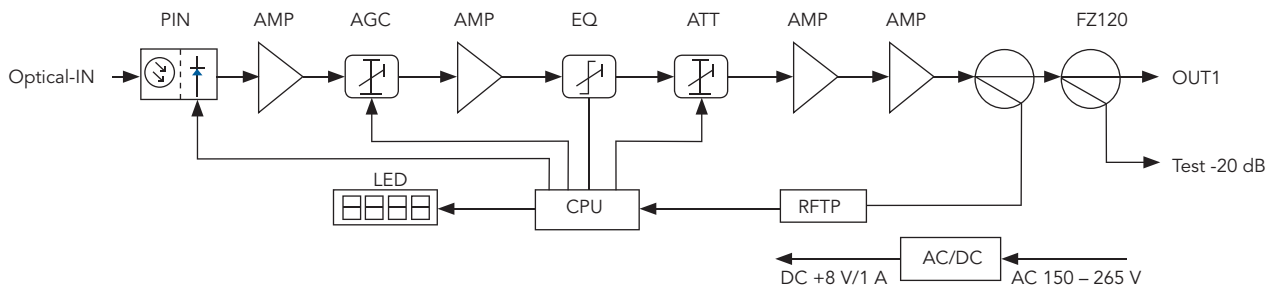 PIN AMP AGC AMP EQ ATT AMP AMP FZ120
Optical-IN
OUT1
Test -20 dB
LED
CPU
RFTP
AC/DC
DC +8 V/1 A
AC 150 – 265 V